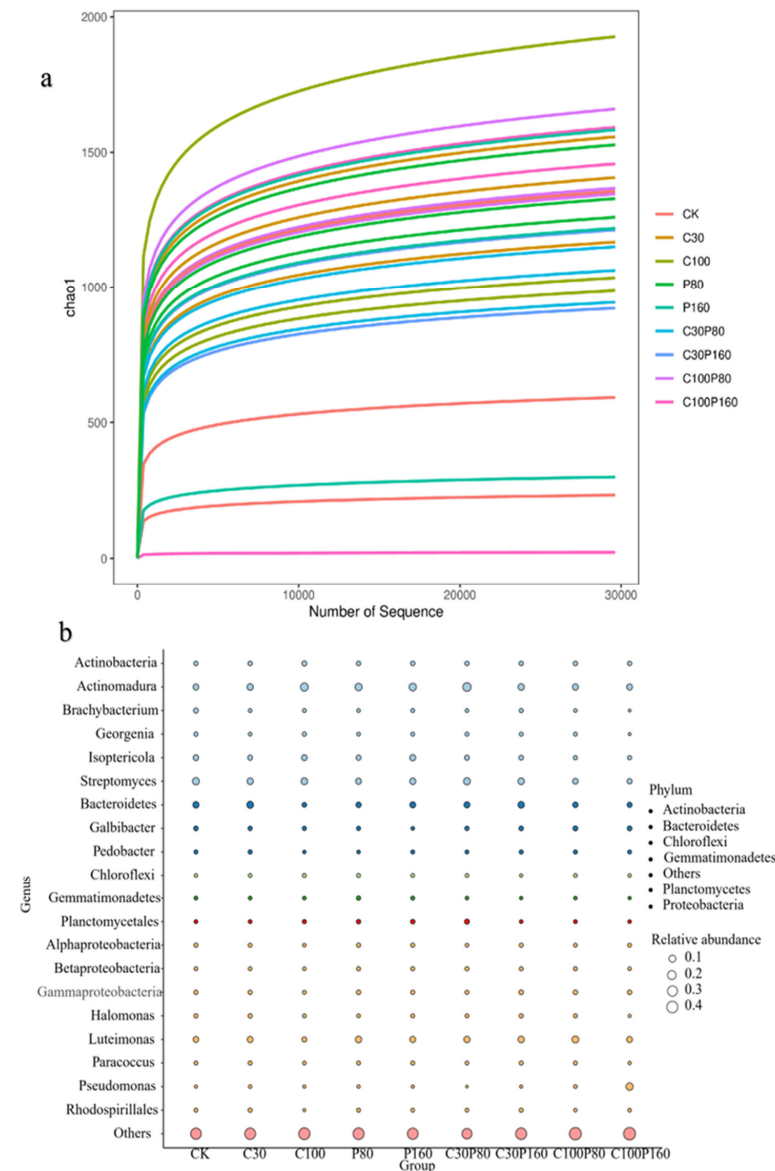 a
2000
1500
1000
500
0
chao1
0 10000 20000 30000
Number of Sequence
CK
C30
C100
P80
P160
C30P80
C30P160
C100P80
C100P160
b
Genus
Actinobacteria
Actinomadura
Brachybacterium
Georgenia
Isoptericola
Streptomyces
Bacteroidetes
Galbibacter
Pedobacter
Chloroflexi
Gemmatimonadetes
Planctomycetales
Alphaproteobacteria
Betaproteobacteria
Gammaproteobacteria
Halomonas
Luteimonas
Paracoccus
Pseudomonas
Rhodospirillales
Others
CK C30 C100 P80 P160 C30P80 C30P160 C100P80 C100P160
Group
Phylum
Actinobacteria
Bacteroidetes
Chloroflexi
Gemmatimonadetes
Others
Planctomycetes
Proteobacteria
Relative abundance
0.1
0.2
0.3
0.4